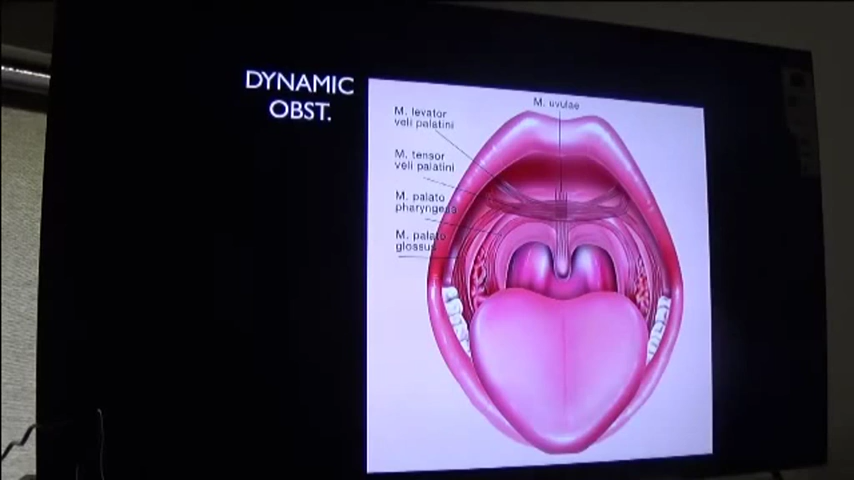 DYNAMIC
OBST.
M. uvulae
M. levator
veli palatini
M. tensor
veli palatini
M. palato
pharyngeus
M. palato
glossus